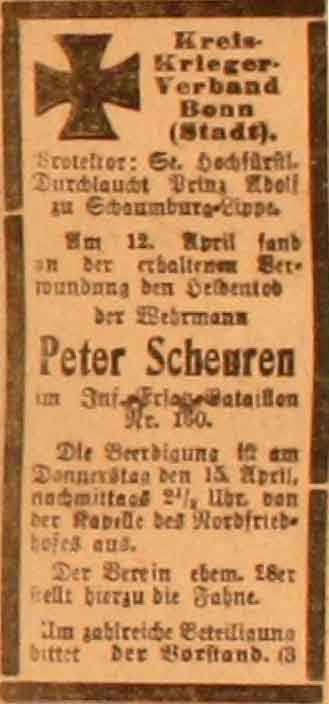 Kreis-
Krieger-
Verband
Bonn
(Stadt).
Protektor: Se. Hochfürstl.
Durchlaucht Prinz Adolf
zu Schaumburg-Lippe.
Am 12. April fand
an der erhaltenen Ver-
wundung den Heldentod
der Wehrmann
Peter Scheuren
im Inf.-Ersatz-Bataillon
Nr. 160.
Die Beerdigung ist am
Donnerstag den 15. April,
nachmittags 2½ Uhr, von
der Kapelle des Nordfried-
hofes aus.
Der Verein ehem. 28er
stellt hierzu die Fahne.
Um zahlreiche Beteiligung
bittet der Vorstand. (3